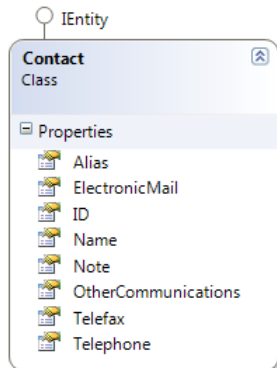 IEntity
Contact
Class
Properties
Alias
ElectronicMail
ID
Name
Note
OtherCommunications
Telefax
Telephone